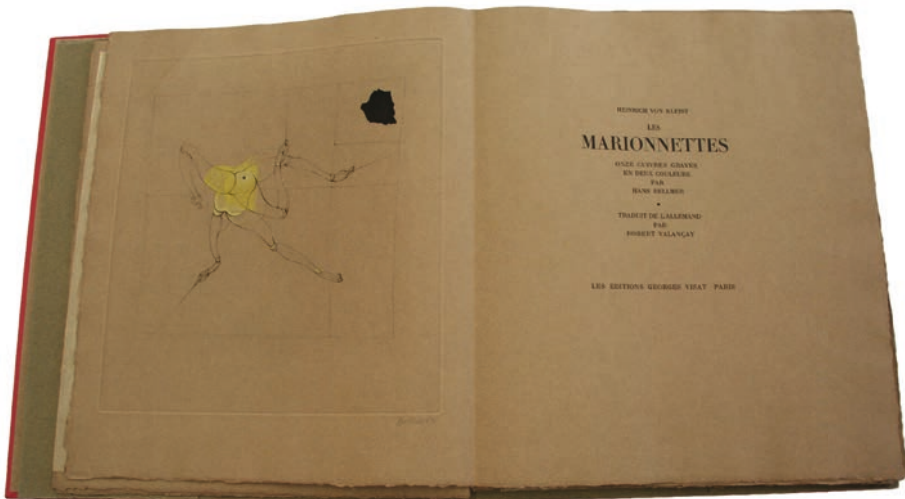 HEINRICH VON KLEIST
LES
MARIONNETTES
ONZE CUIVRES GRAVÉS
EN DEUX COULEURS
PAR
HANS BELLMER
TRADUIT DE L'ALLEMAND
PAR
ROBERT VALANÇAY
LES ÉDITIONS GEORGES VISAT PARIS